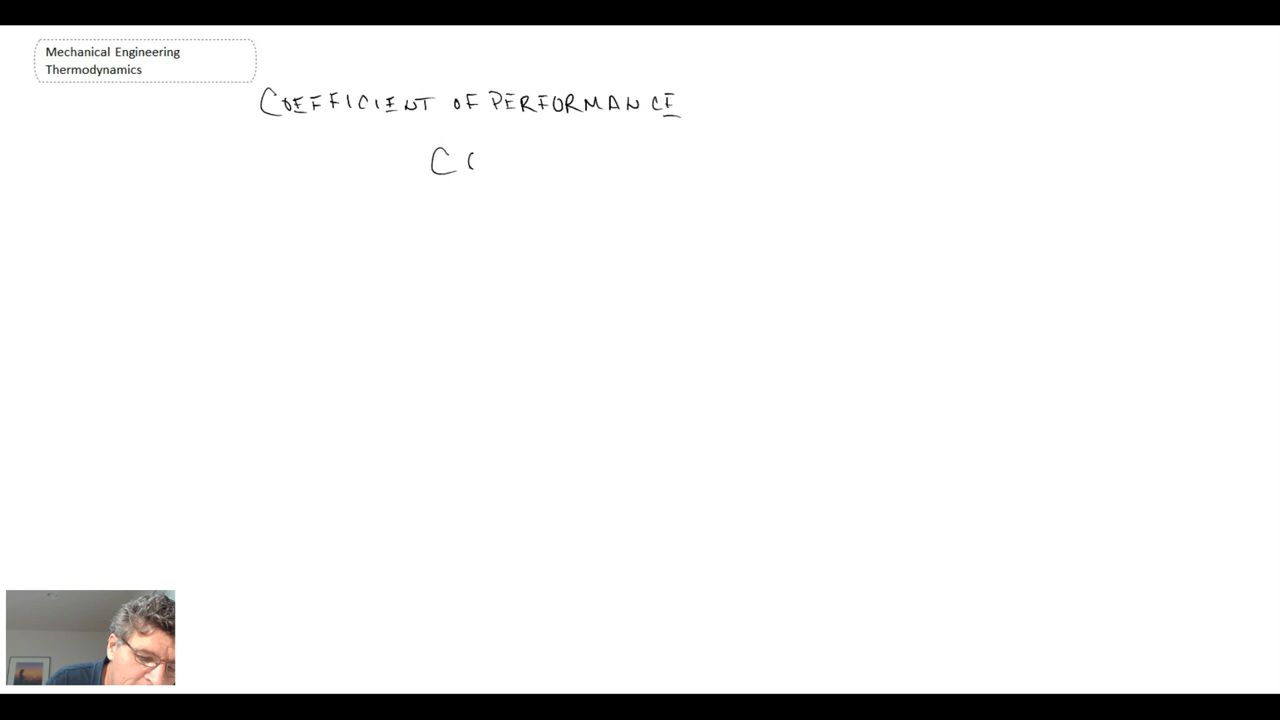 Mechanical Engineering
Thermodynamics
COEFFICIENT OF PERFORMANCE
C